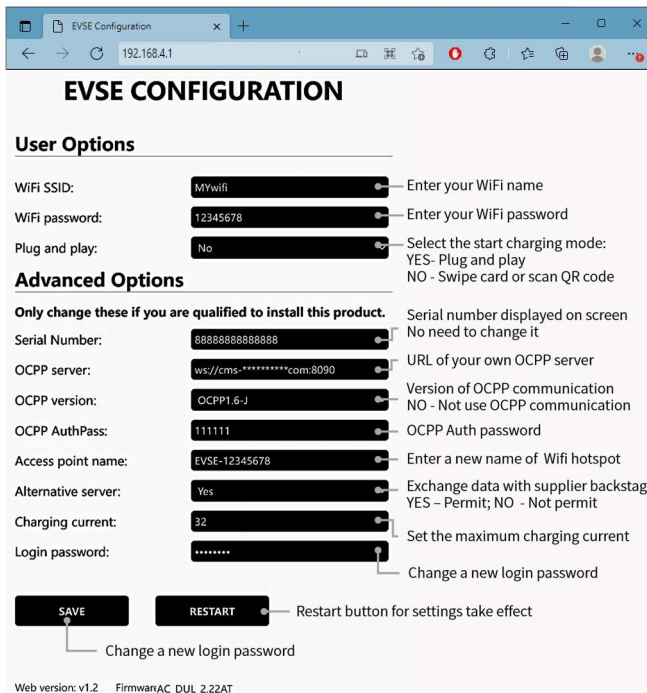 EVSE Configuration
192.168.4.1
EVSE CONFIGURATION
User Options
WiFi SSID: MYwifi Enter your WiFi name
WiFi password: 12345678 Enter your WiFi password
Plug and play: No Select the start charging mode:
YES- Plug and play
NO - Swipe card or scan QR code
Advanced Options
Only change these if you are qualified to install this product.
Serial number displayed on screen
No need to change it
Serial Number: 88888888888888
OCPP server: ws://cms-**********com:8090 URL of your own OCPP server
OCPP version: OCPP1.6-J Version of OCPP communication
NO - Not use OCPP communication
OCPP AuthPass: 111111 OCPP Auth password
Access point name: EVSE-12345678 Enter a new name of Wifi hotspot
Alternative server: Yes Exchange data with supplier backstag
YES – Permit; NO - Not permit
Charging current: 32 Set the maximum charging current
Login password: •••••••• Change a new login password
SAVE RESTART Restart button for settings take effect
Change a new login password
Web version: v1.2 Firmwar(AC_DUL_2.22AT